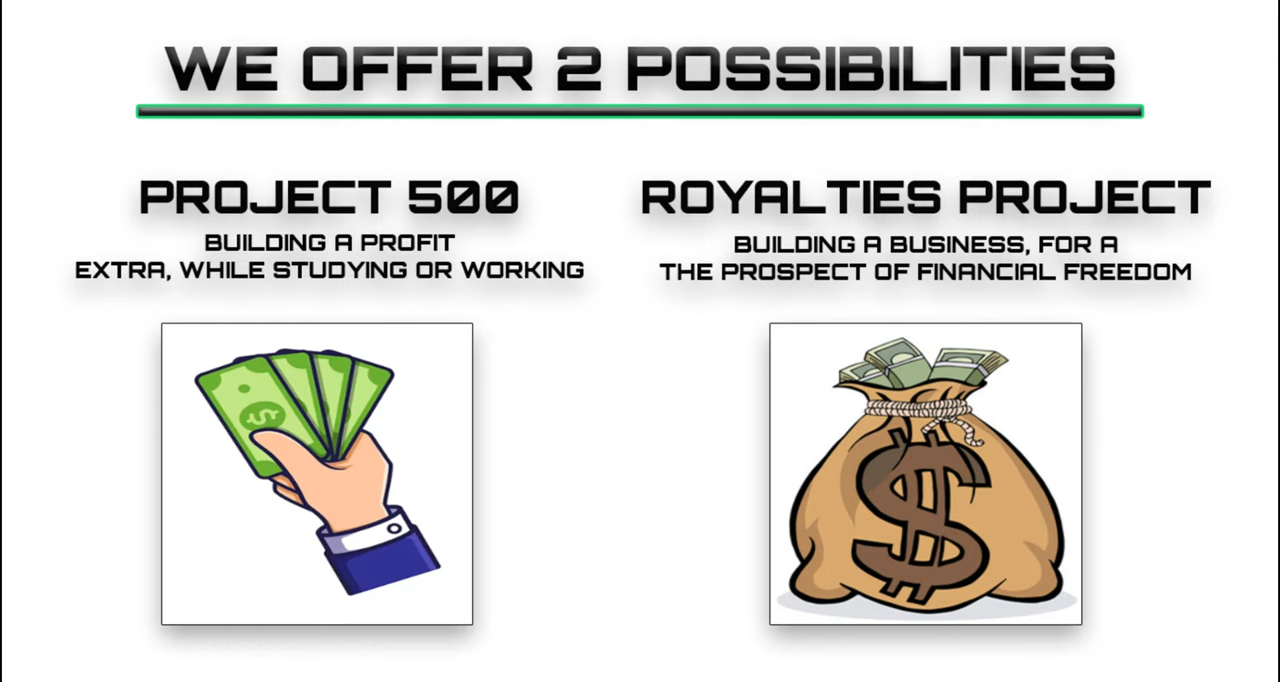 WE OFFER 2 POSSIBILITIES
PROJECT 500
BUILDING A PROFIT
EXTRA, WHILE STUDYING OR WORKING
ROYALTIES PROJECT
BUILDING A BUSINESS, FOR A
THE PROSPECT OF FINANCIAL FREEDOM
$
$